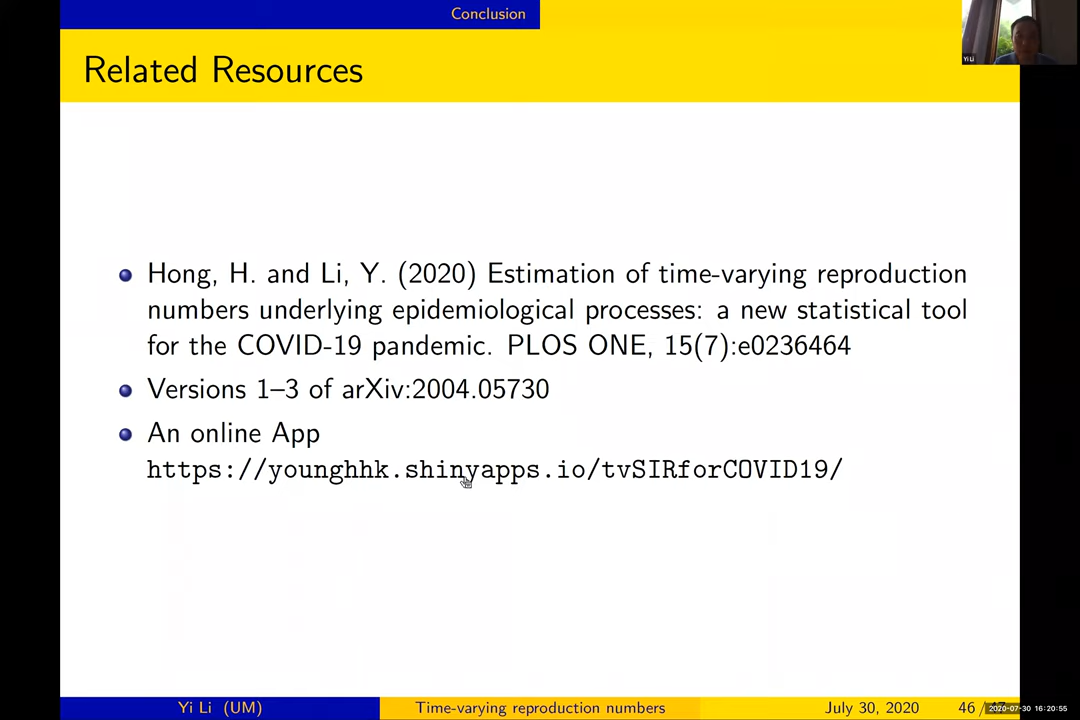 Conclusion
Related Resources
Yi Li
Hong, H. and Li, Y. (2020) Estimation of time-varying reproduction
numbers underlying epidemiological processes: a new statistical tool
for the COVID-19 pandemic. PLOS ONE, 15(7):e0236464
Versions 1–3 of arXiv:2004.05730
An online App
https://younghhk.shinyapps.io/tvSIRforCOVID19/
Yi Li (UM)
Time-varying reproduction numbers
July 30, 2020
46 /
2020-07-30 16:20:55